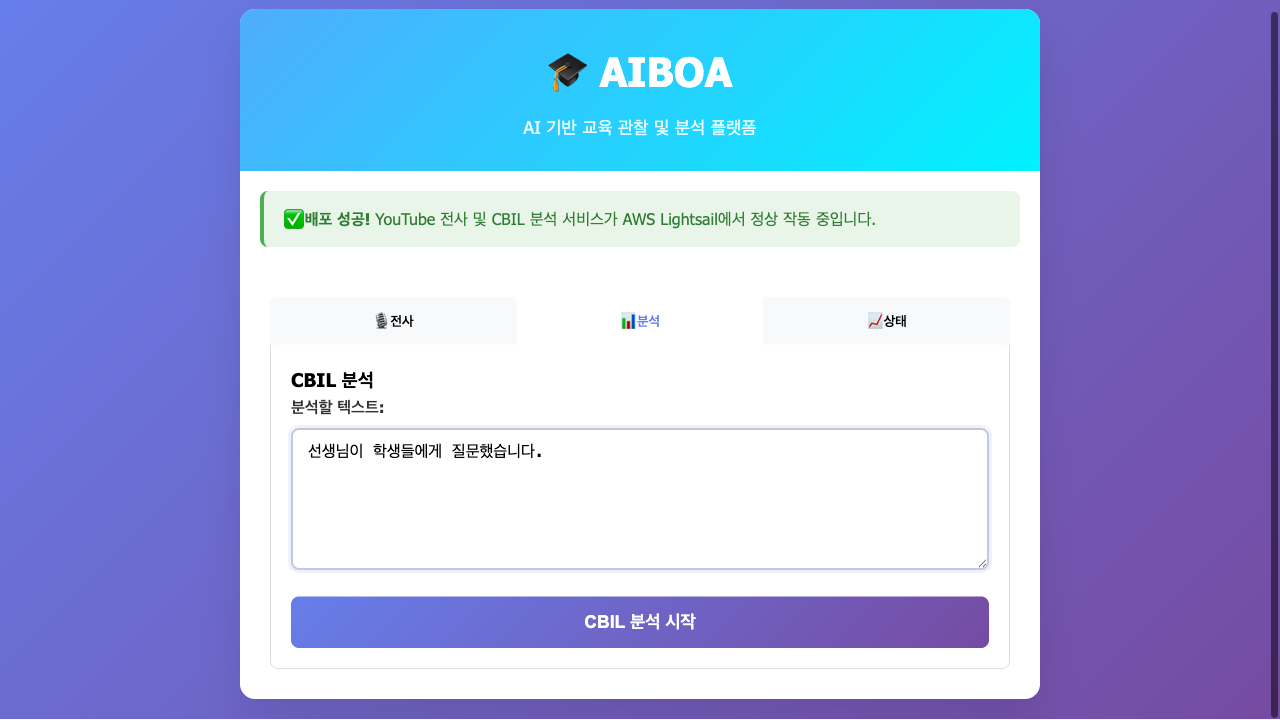 🎓 AIBOA
AI 기반 교육 관찰 및 분석 플랫폼
✅배포 성공! YouTube 전사 및 CBIL 분석 서비스가 AWS Lightsail에서 정상 작동 중입니다.
🎙️전사
📊분석
📈상태
CBIL 분석
분석할 텍스트:
선생님이 학생들에게 질문했습니다.
CBIL 분석 시작